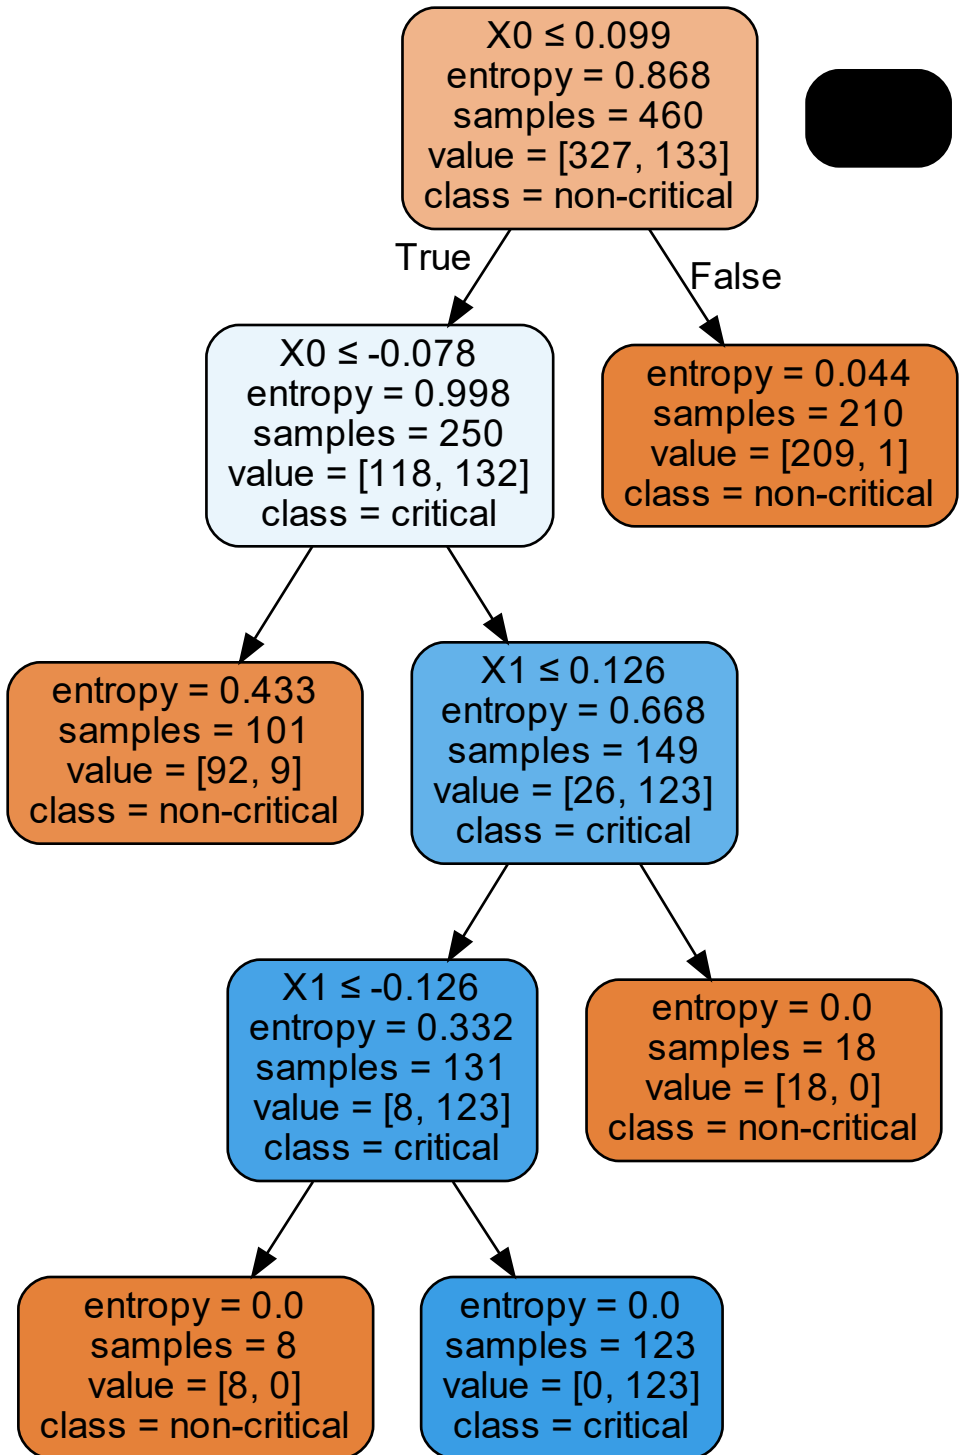 X0 ≤ 0.099
entropy = 0.868
samples = 460
value = [327, 133]
class = non-critical
True
False
X0 ≤ -0.078
entropy = 0.998
samples = 250
value = [118, 132]
class = critical
entropy = 0.044
samples = 210
value = [209, 1]
class = non-critical
entropy = 0.433
samples = 101
value = [92, 9]
class = non-critical
X1 ≤ 0.126
entropy = 0.668
samples = 149
value = [26, 123]
class = critical
X1 ≤ -0.126
entropy = 0.332
samples = 131
value = [8, 123]
class = critical
entropy = 0.0
samples = 18
value = [18, 0]
class = non-critical
entropy = 0.0
samples = 8
value = [8, 0]
class = non-critical
entropy = 0.0
samples = 123
value = [0, 123]
class = critical